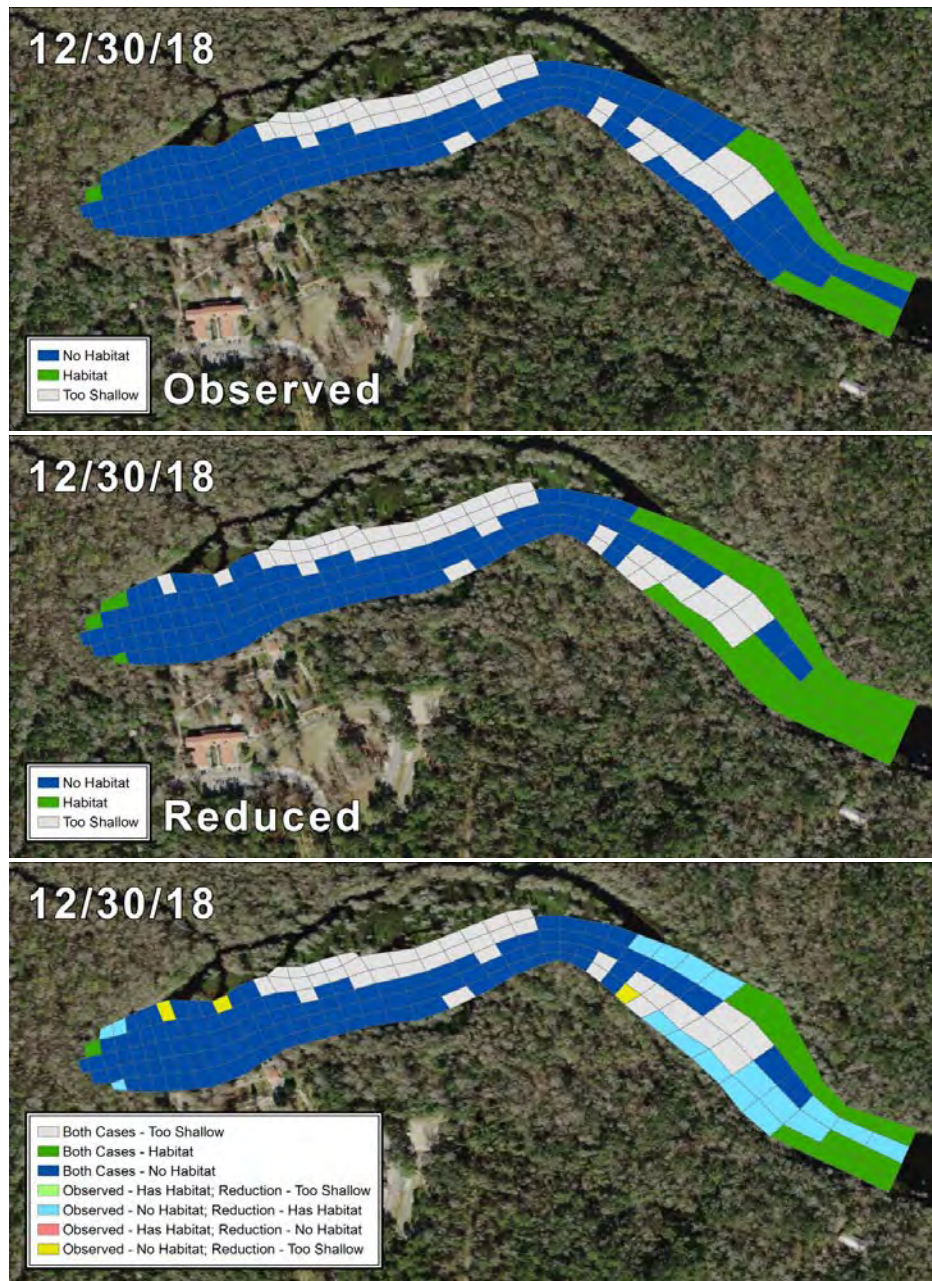 12/30/18
No Habitat
Habitat
Too Shallow
Observed
12/30/18
No Habitat
Habitat
Too Shallow
Reduced
12/30/18
Both Cases - Too Shallow
Both Cases - Habitat
Both Cases - No Habitat
Observed - Has Habitat; Reduction - Too Shallow
Observed - No Habitat; Reduction - Has Habitat
Observed - Has Habitat; Reduction - No Habitat
Observed - No Habitat; Reduction - Too Shallow